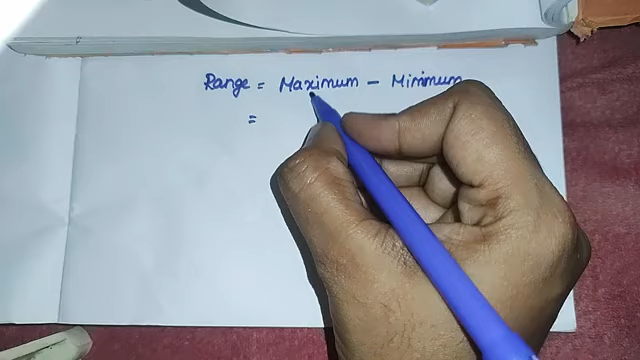 Range = Maximum - Minimum
=